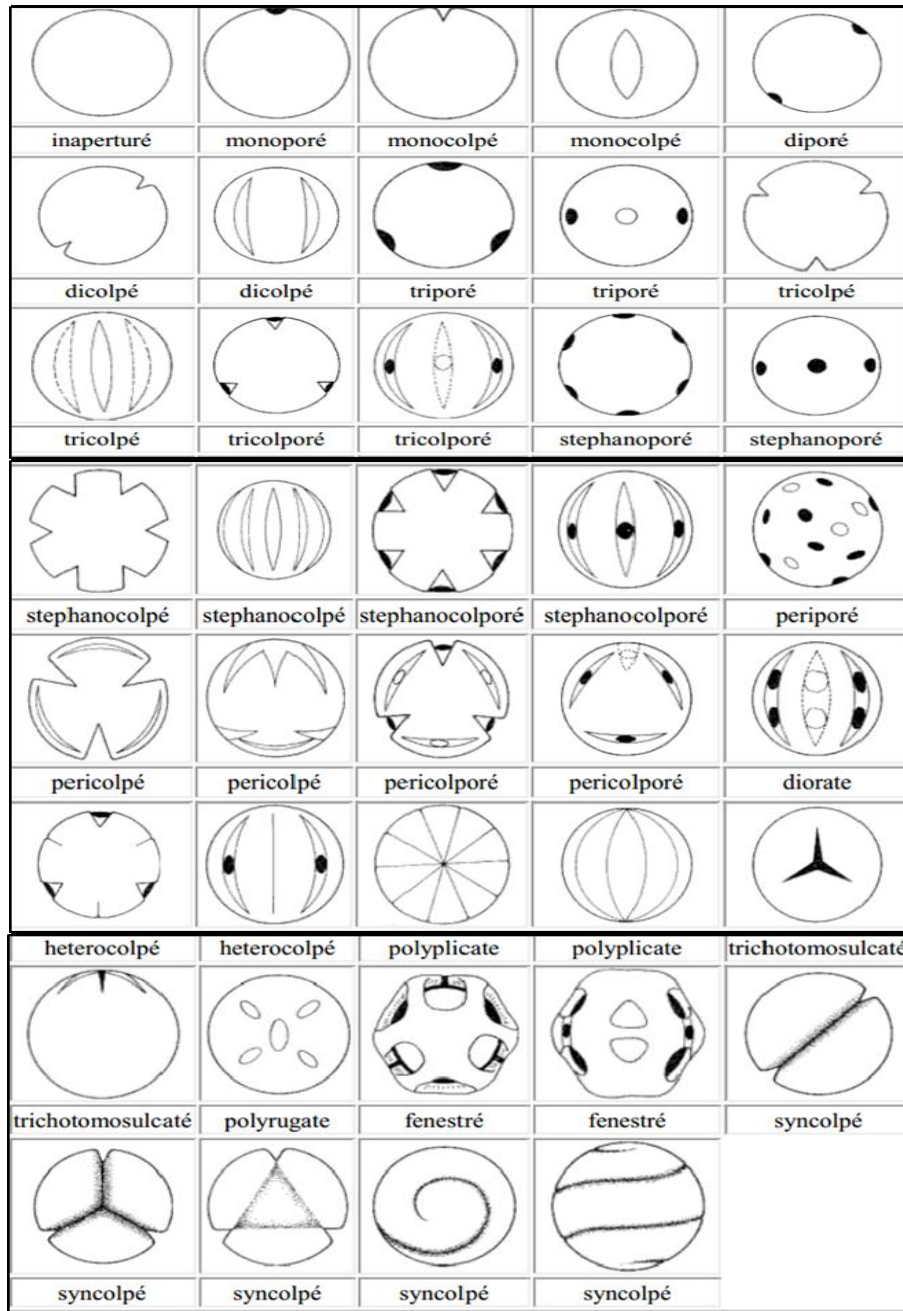 inaperturé monoporé monocolpé monocolpé diporé
dicolpé dicolpé triporé triporé tricolpé
tricolpé tricolporé tricolporé stephanoporé stephanoporé
stephanocolpé stephanocolpé stephanocolporé stephanocolporé periporé
pericolpé pericolpé pericolporé pericolporé diorate
heterocolpé heterocolpé polyplicate polyplicate trichotomosulcaté
trichotomosulcaté polyrugate fenestré fenestré syncolpé
syncolpé syncolpé syncolpé syncolpé